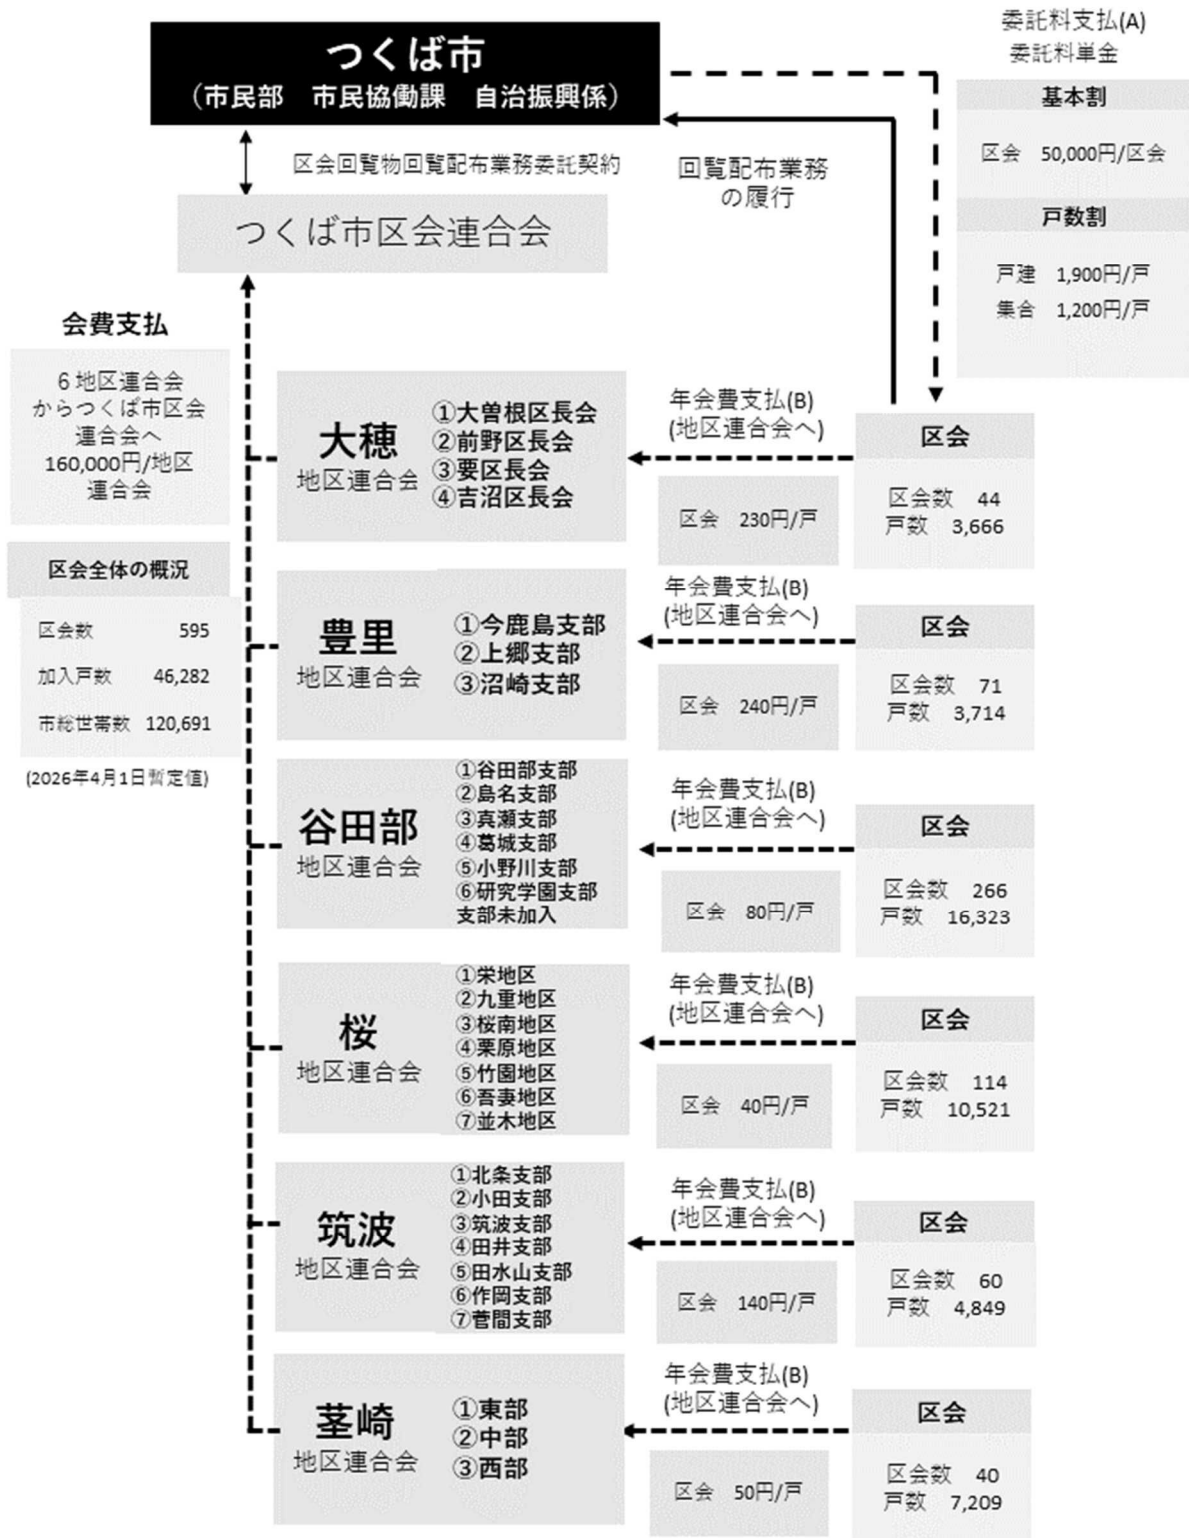 つくば市
（市民部　市民協働課　自治振興係）
委託料支払(A)
委託料単金
基本割
区会　50,000円/区会
戸数割
戸建　1,900円/戸
集合　1,200円/戸
区会回覧物回覧配布業務委託契約
回覧配布業務
の履行
つくば市区会連合会
会費支払
６地区連合会
からつくば市区会
連合会へ
160,000円/地区
連合会
区会全体の概況
区会数　595
加入戸数　46,282
市総世帯数　120,691
(2026年4月1日暫定値)
大穂
地区連合会
①大曽根区長会
②前野区長会
③要区長会
④吉沼区長会
年会費支払(B)
(地区連合会へ)
区会　230円/戸
区会
区会数　44
戸数　3,666
豊里
地区連合会
①今鹿島支部
②上郷支部
③沼崎支部
年会費支払(B)
(地区連合会へ)
区会　240円/戸
区会
区会数　71
戸数　3,714
谷田部
地区連合会
①谷田部支部
②島名支部
③真瀬支部
④葛城支部
⑤小野川支部
⑥研究学園支部
支部未加入
年会費支払(B)
(地区連合会へ)
区会　80円/戸
区会
区会数　266
戸数　16,323
桜
地区連合会
①栄地区
②九重地区
③桜南地区
④栗原地区
⑤竹園地区
⑥吾妻地区
⑦並木地区
年会費支払(B)
(地区連合会へ)
区会　40円/戸
区会
区会数　114
戸数　10,521
筑波
地区連合会
①北条支部
②小田支部
③筑波支部
④田井支部
⑤田水山支部
⑥作岡支部
⑦菅間支部
年会費支払(B)
(地区連合会へ)
区会　140円/戸
区会
区会数　60
戸数　4,849
茎崎
地区連合会
①東部
②中部
③西部
年会費支払(B)
(地区連合会へ)
区会　50円/戸
区会
区会数　40
戸数　7,209